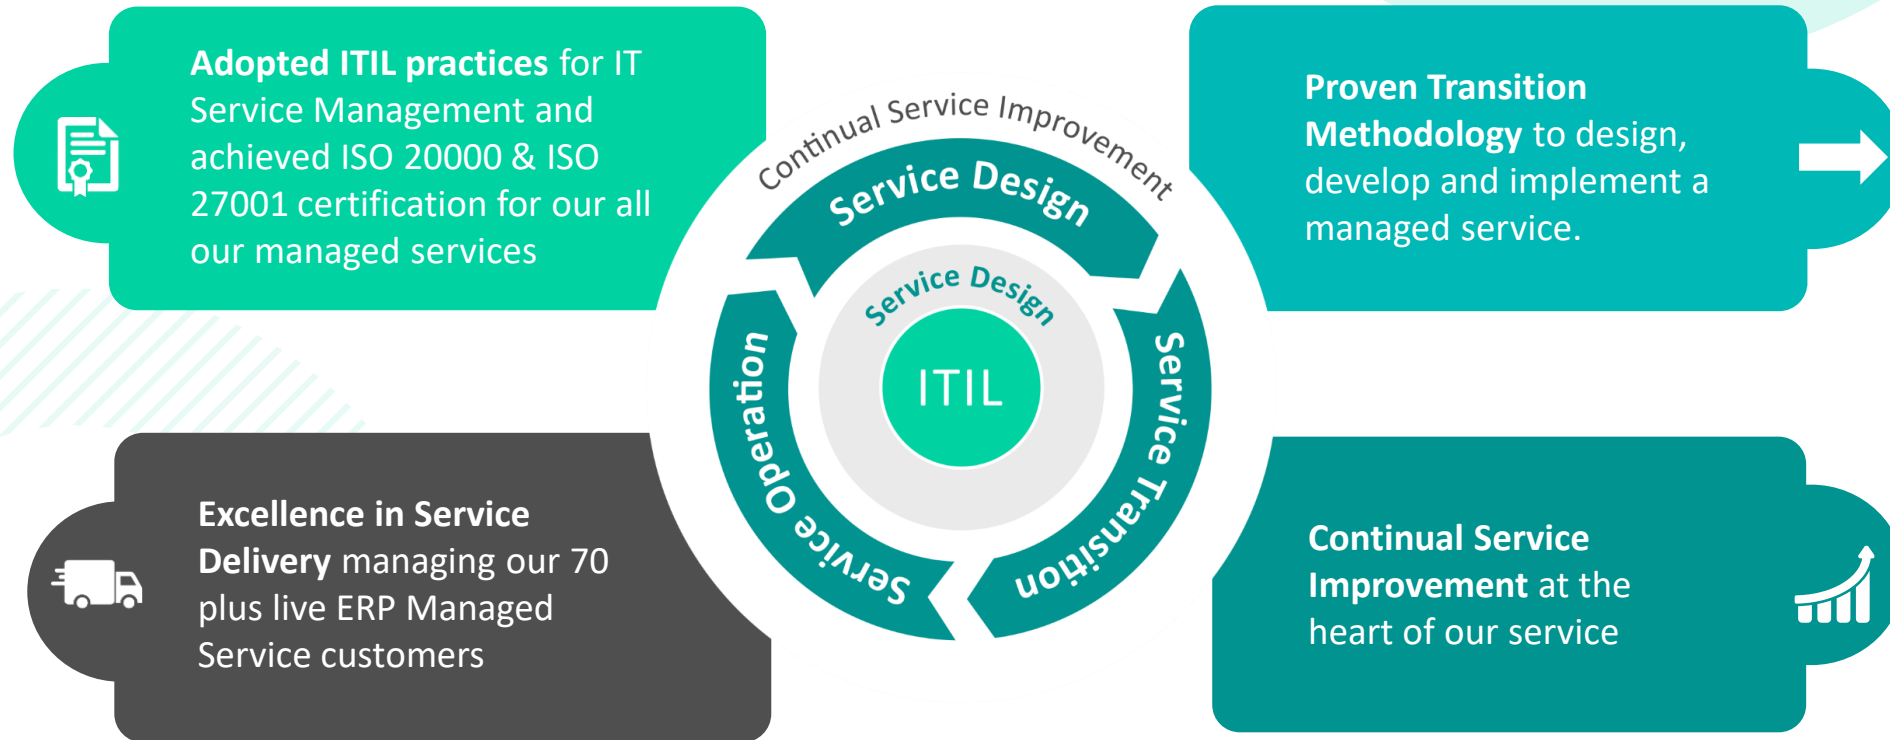 Adopted ITIL practices for IT
Service Management and
achieved ISO 20000 & ISO
27001 certification for our all
our managed services
Continual Service Improvement
Service Design
Service Transition
Service Operation
Service Design
ITIL
Proven Transition
Methodology to design,
develop and implement a
managed service.
Excellence in Service
Delivery managing our 70
plus live ERP Managed
Service customers
Continual Service
Improvement at the
heart of our service